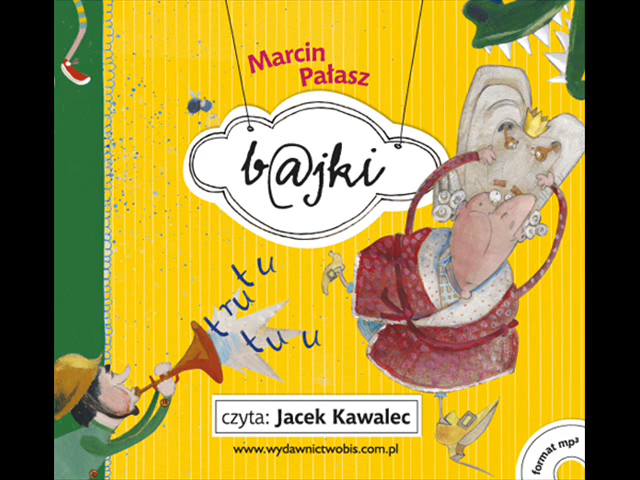 Marcin
Pałasz
b@jki
tru tu
tu u
czyta: Jacek Kawalec
www.wydawnictwobis.com.pl
format mp3